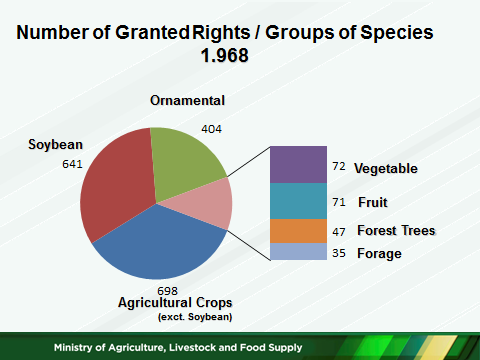 Number of Granted Rights / Groups of Species
1.968
Ornamental
404
Soybean
641
72 Vegetable
71 Fruit
47 Forest Trees
35 Forage
698
Agricultural Crops
(exct. Soybean)
Ministry of Agriculture, Livestock and Food Supply